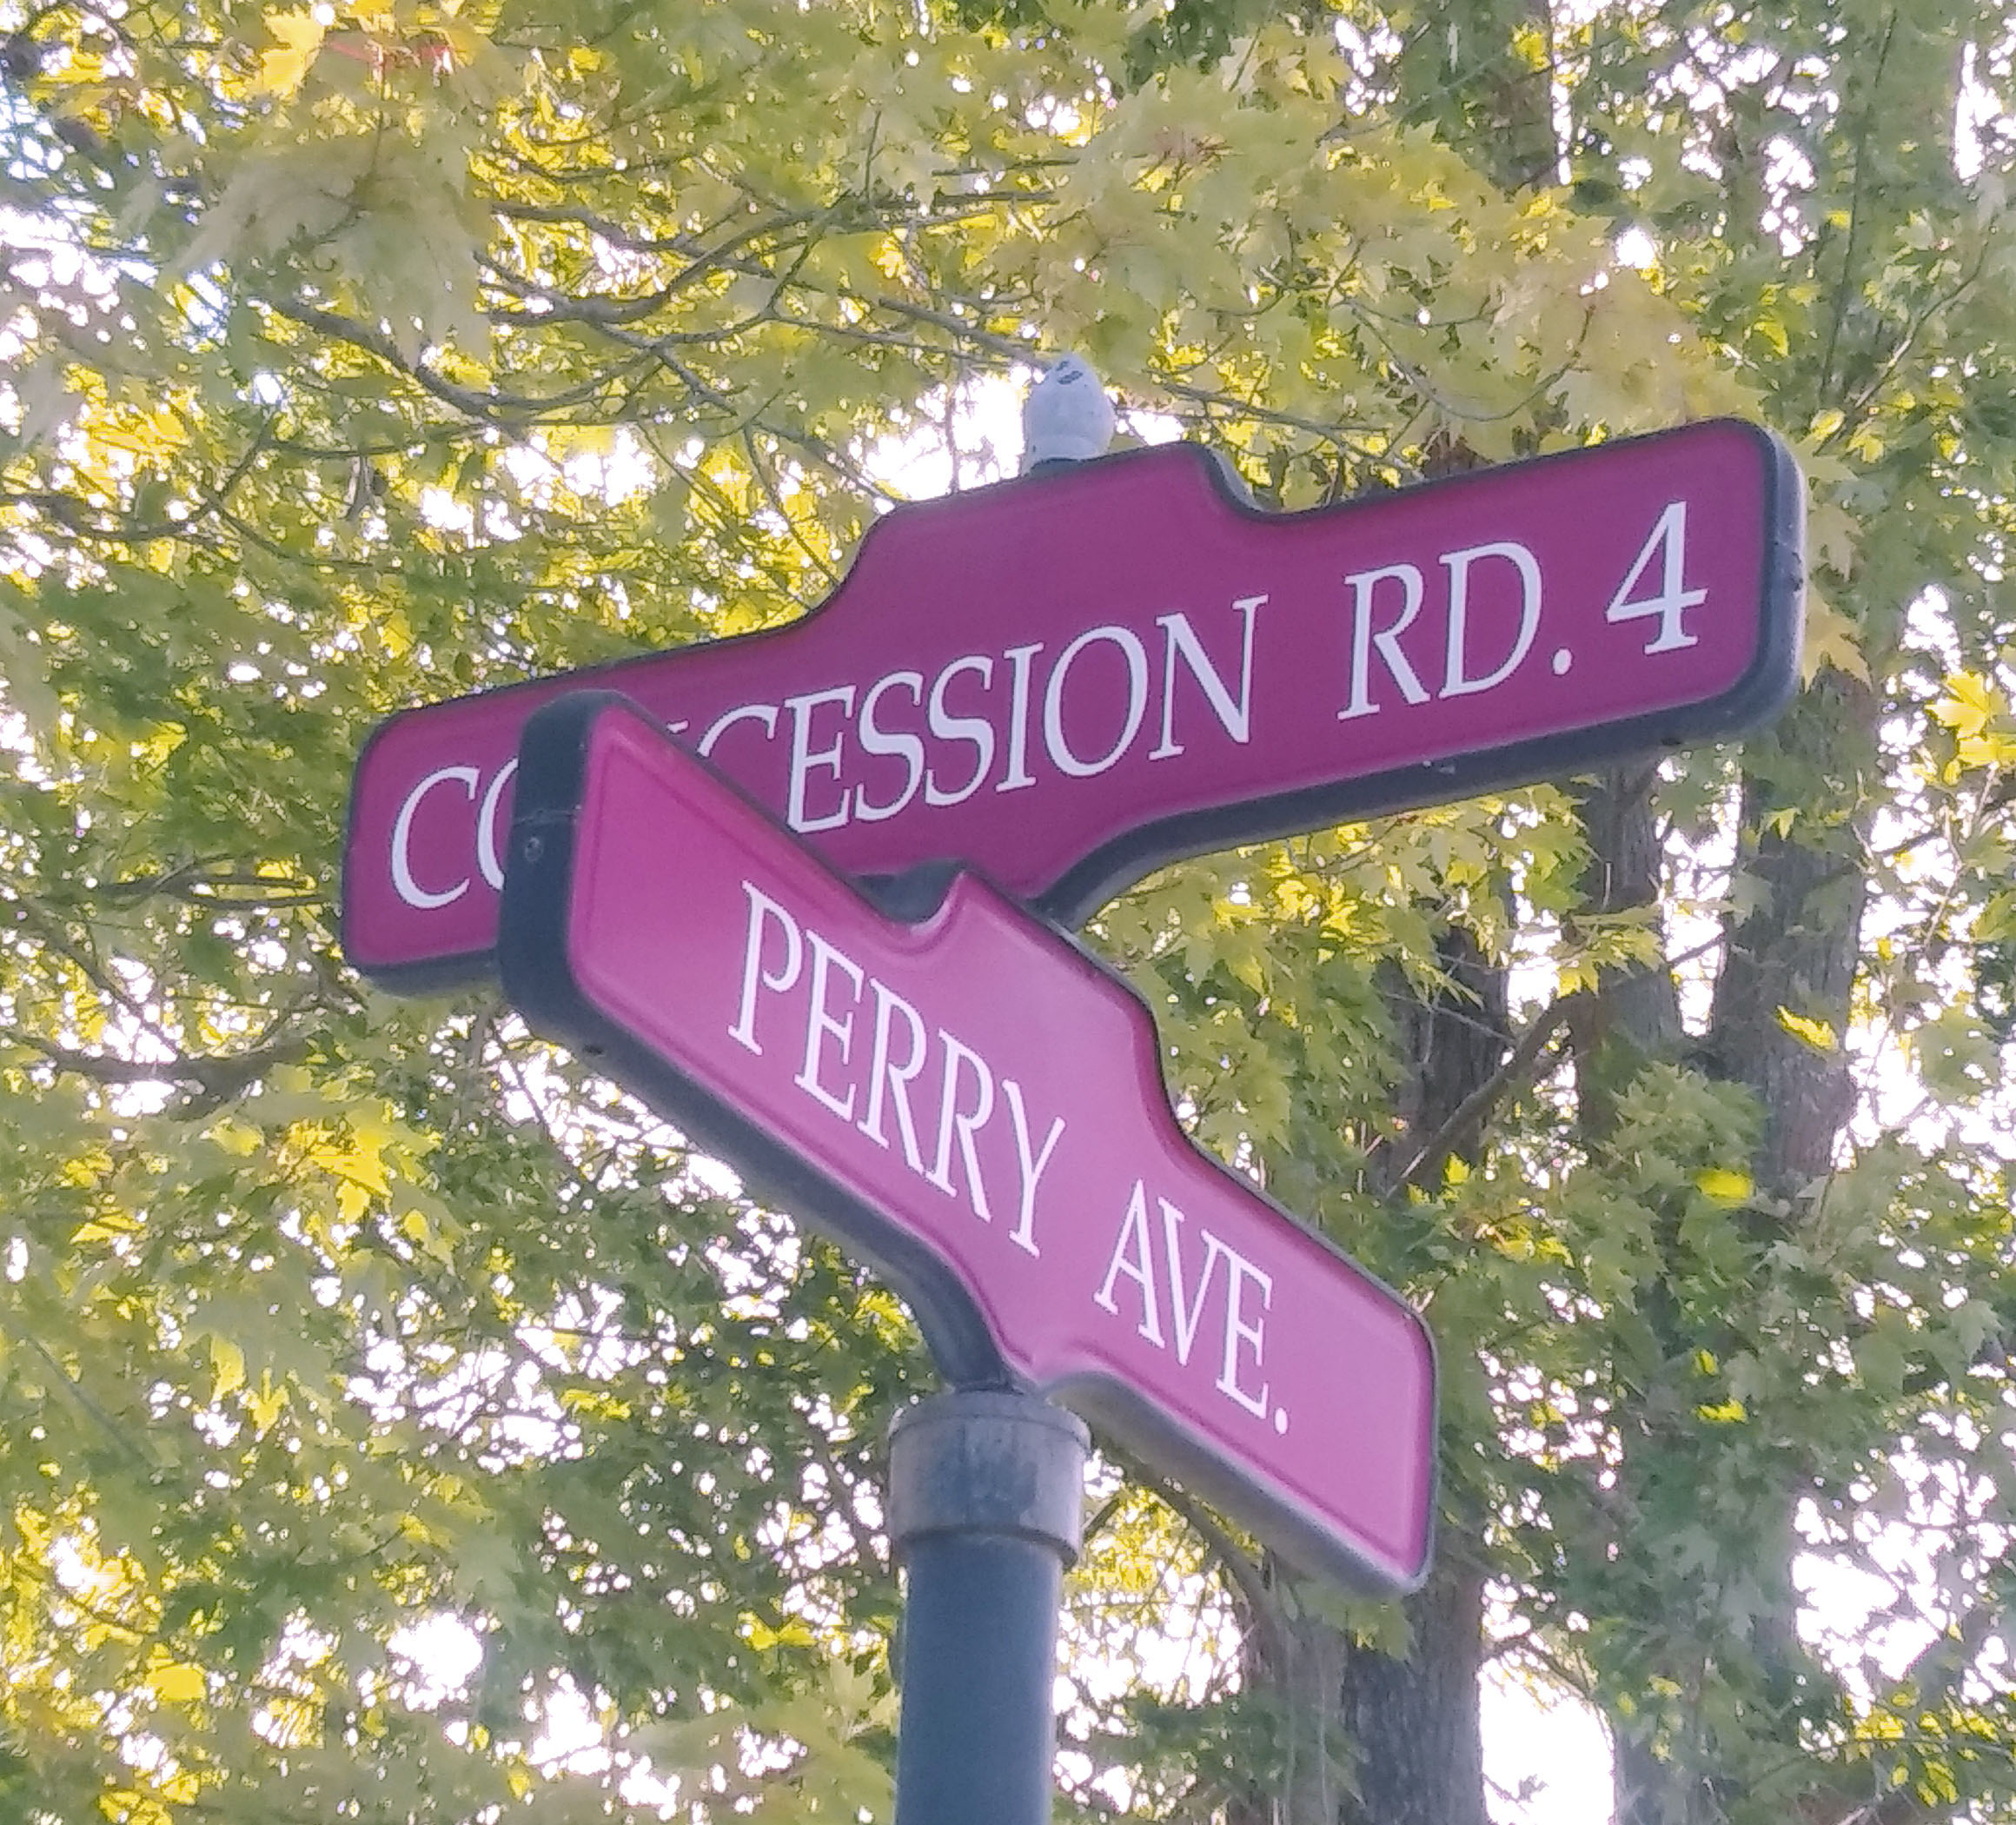 CONCESSION RD. 4
PERRY AVE.